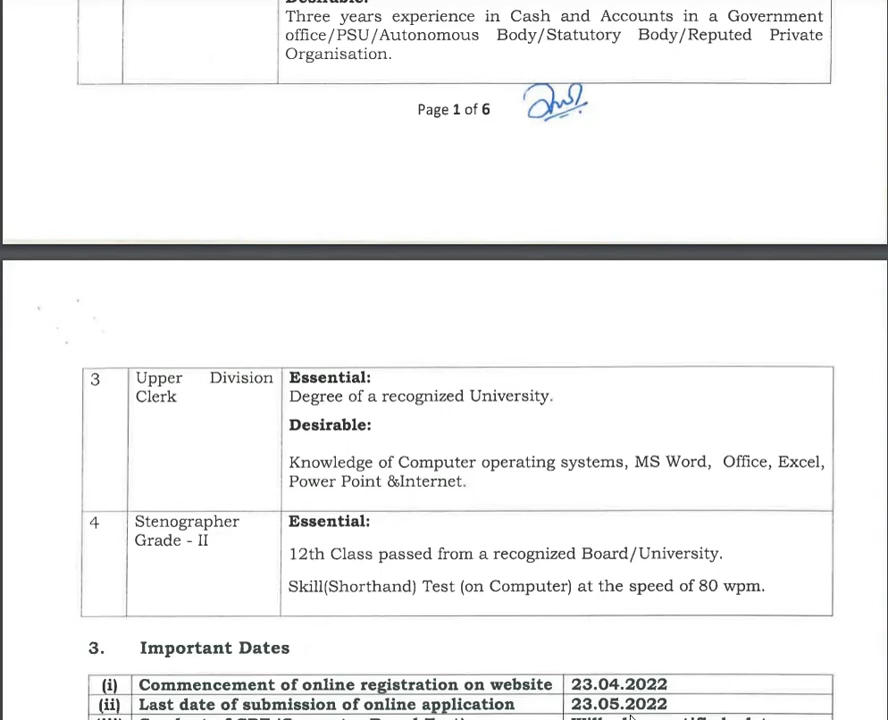 Desirable:
Three years experience in Cash and Accounts in a Government
office/PSU/Autonomous Body/Statutory Body/Reputed Private
Organisation.
Page 1 of 6
3 Upper Division Essential:
Clerk Degree of a recognized University.
Desirable:
Knowledge of Computer operating systems, MS Word, Office, Excel,
Power Point &Internet.
4 Stenographer Essential:
Grade - II
12th Class passed from a recognized Board/University.
Skill(Shorthand) Test (on Computer) at the speed of 80 wpm.
3. Important Dates
(i) Commencement of online registration on website 23.04.2022
(ii) Last date of submission of online application 23.05.2022